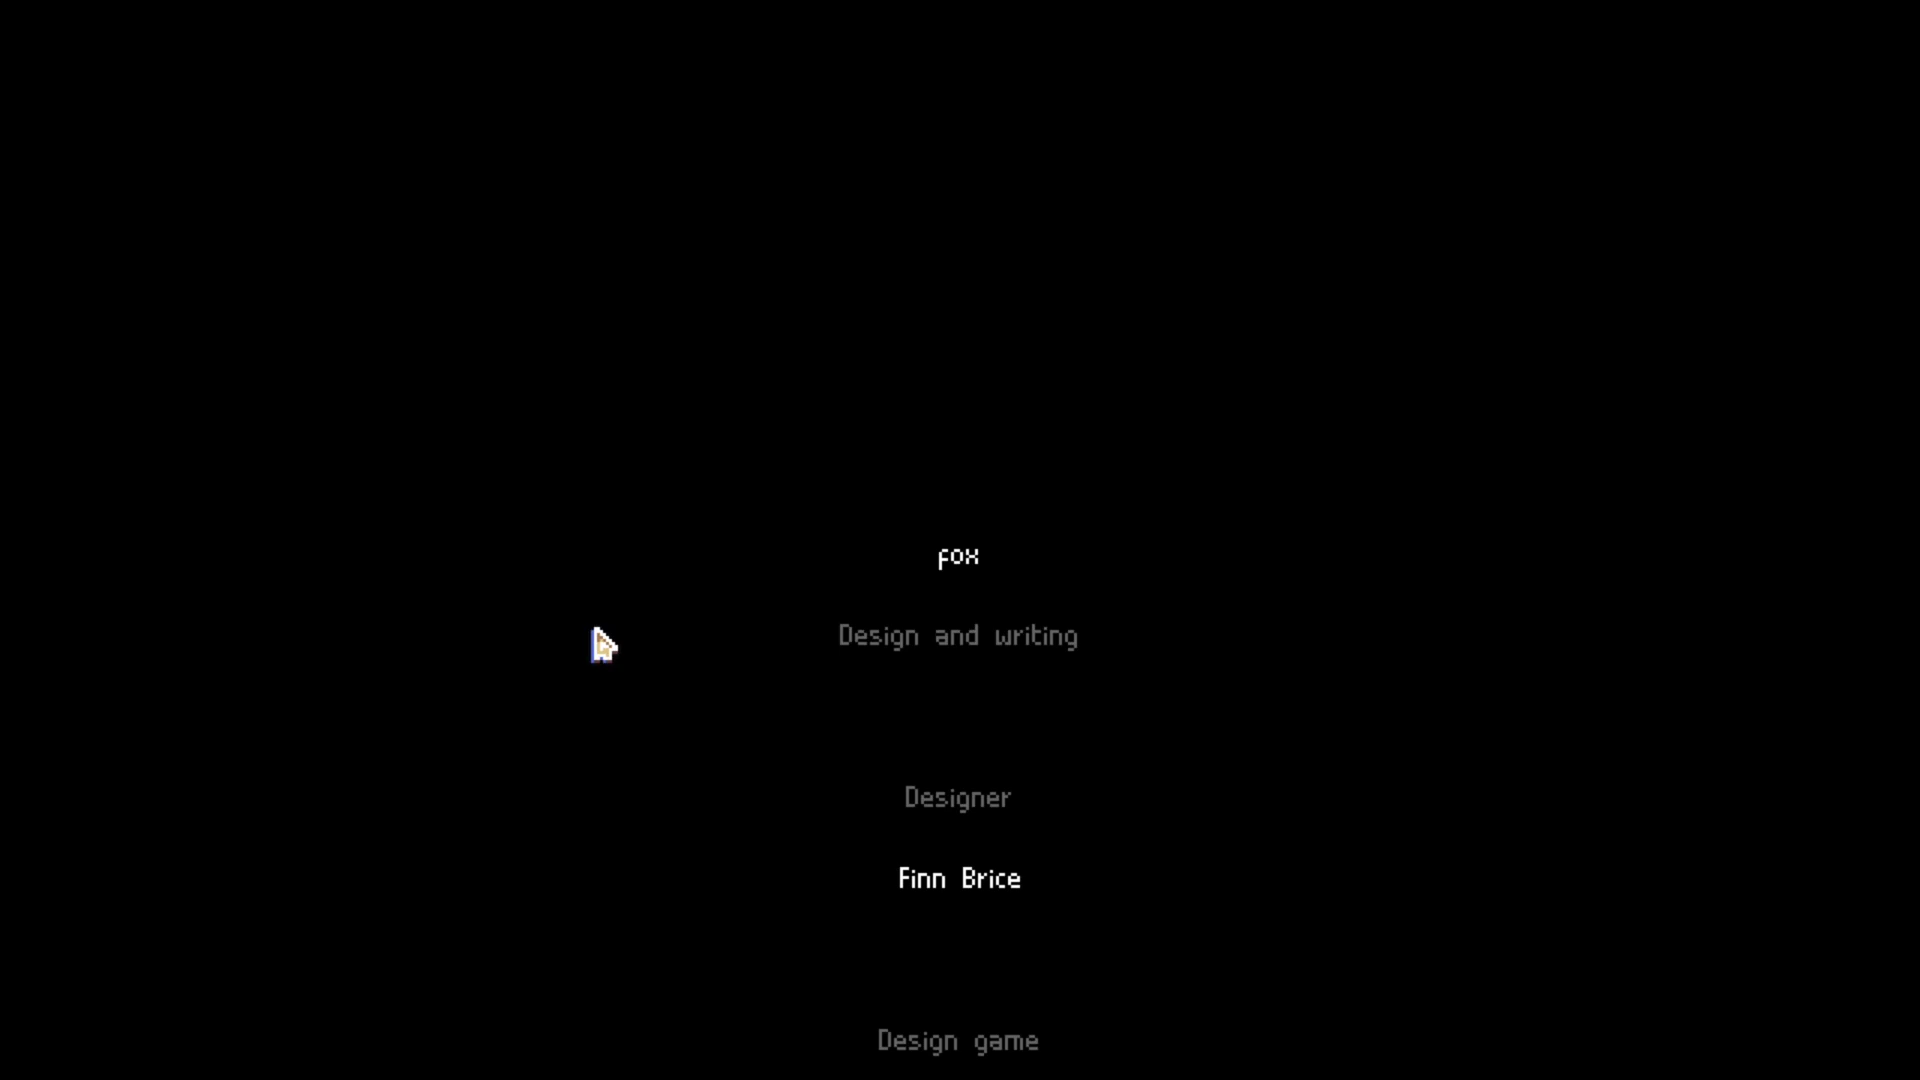 fox
Design and writing
Designer
Finn Brice
Design game